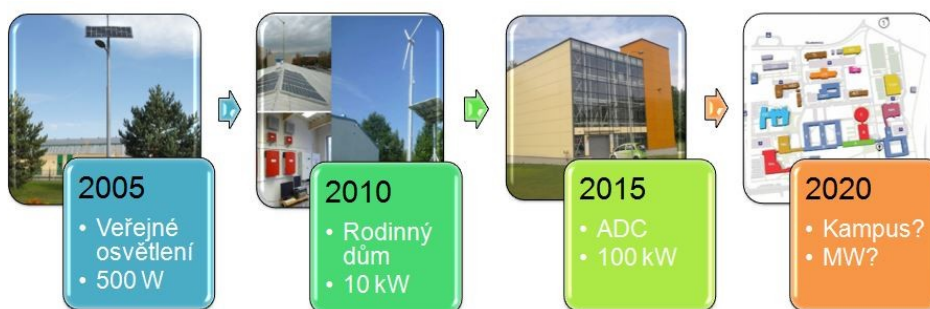 2005
• Veřejné
osvětlení
• 500 W
2010
• Rodinný
dům
• 10 kW
2015
• ADC
• 100 kW
2020
• Kampus?
• MW?